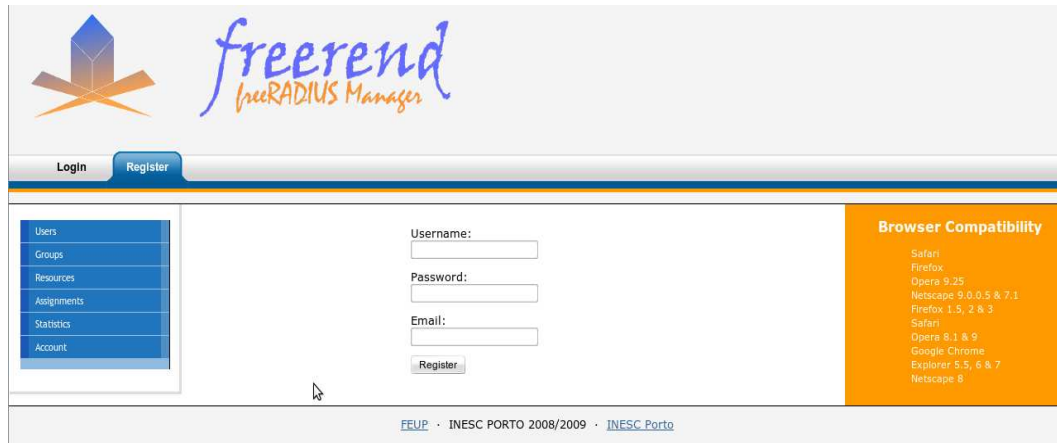 freerend
freeRADIUS Manager
Login
Register
Users
Groups
Resources
Assignments
Statistics
Account
Username:
Password:
Email:
Register
Browser Compatibility
Safari
Firefox
Opera 9.25
Netscape 9.0.0.5 & 7.1
Firefox 1.5, 2 & 3
Safari
Opera 8.1 & 9
Google Chrome
Explorer 5.5, 6 & 7
Netscape 8
FEUP · INESC PORTO 2008/2009 · INESC Porto